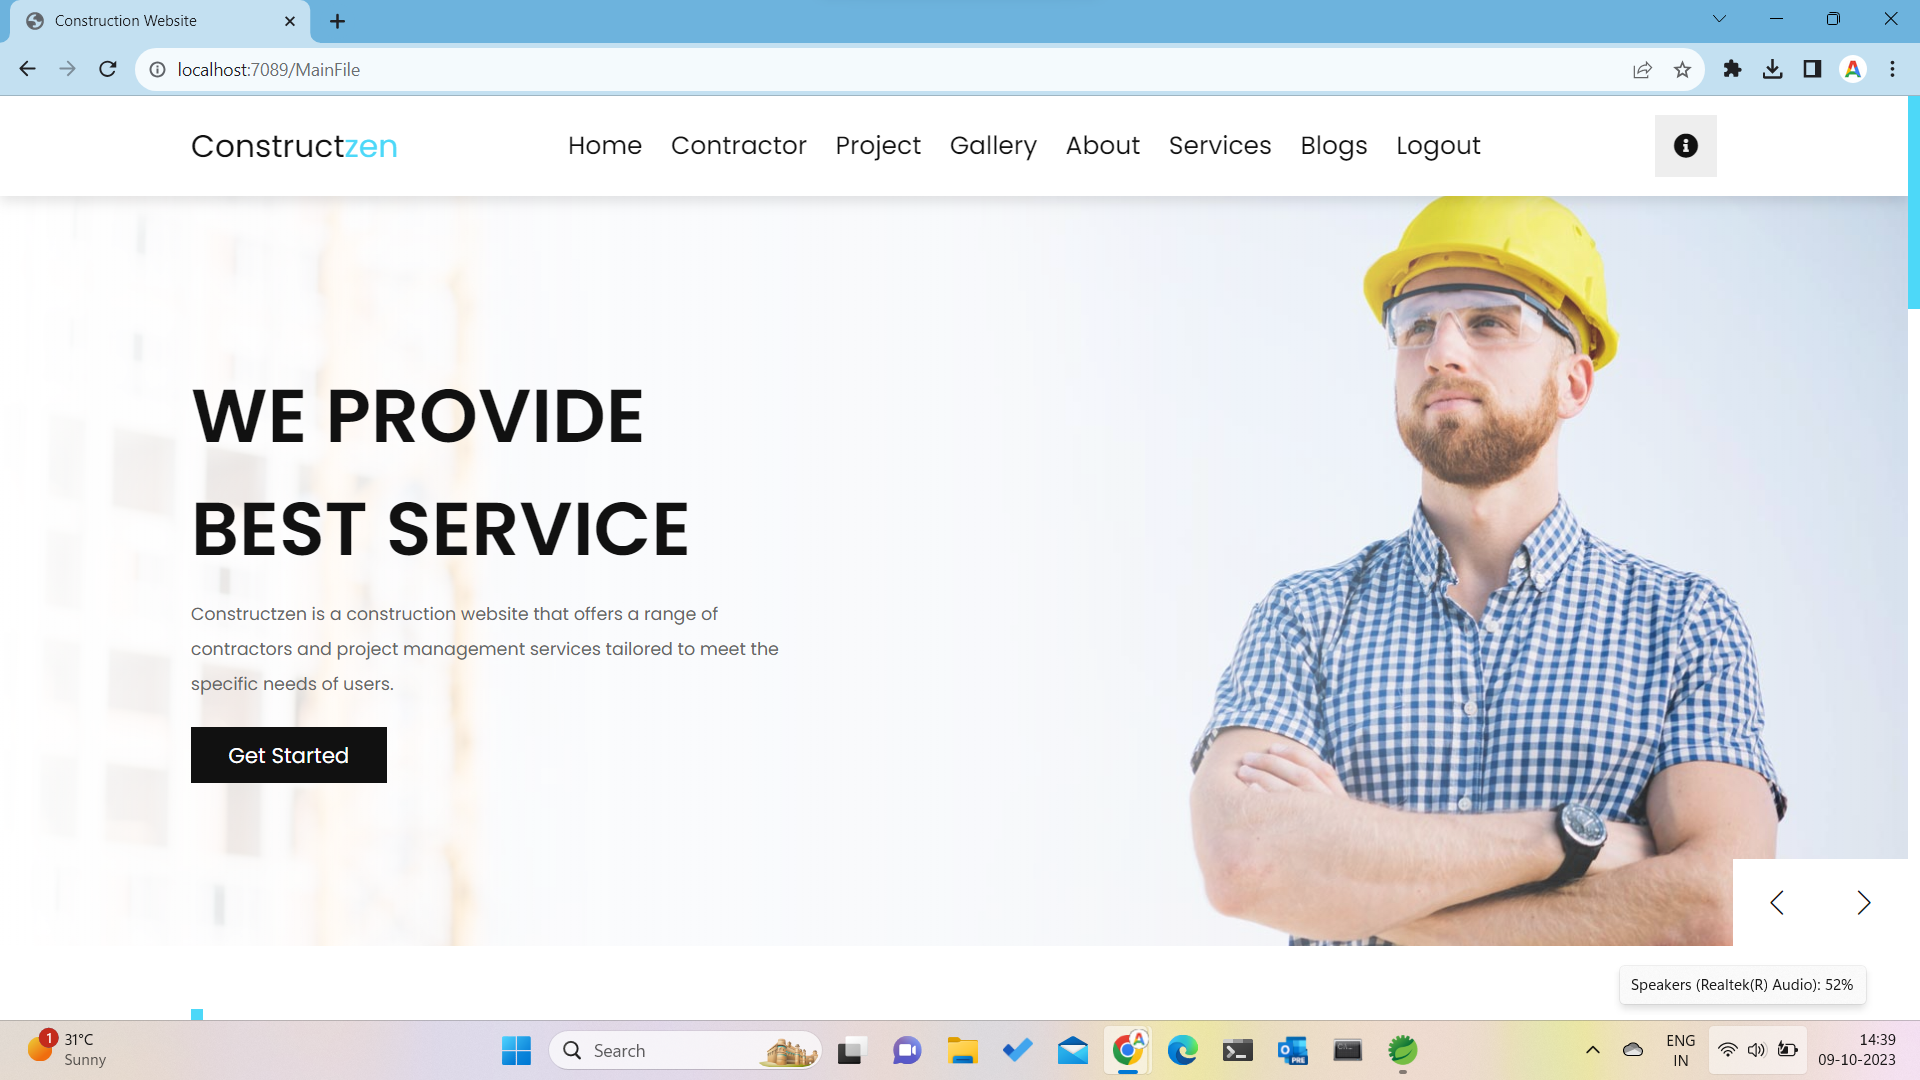 Construction Website
localhost:7089/MainFile
Constructzen
Home Contractor Project Gallery About Services Blogs Logout
WE PROVIDE
BEST SERVICE
Constructzen is a construction website that offers a range of
contractors and project management services tailored to meet the
specific needs of users.
Get Started
Speakers (Realtek(R) Audio): 52%
1
31°C
Sunny
Search
PRE
ENG
IN
14:39
09-10-2023